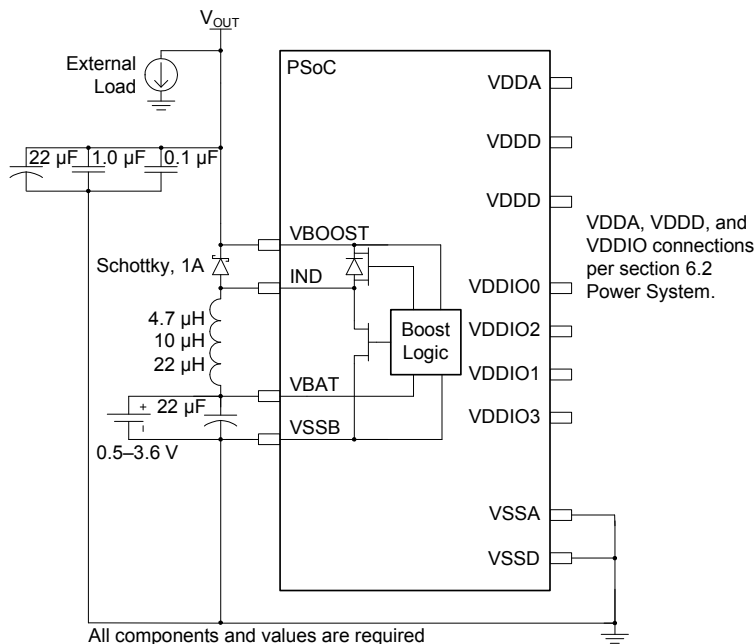 VOUT
External
Load
PSoC
VDDA
VDDD
VDDD
22 µF
1.0 µF
0.1 µF
VDDA, VDDD, and
VDDIO connections
per section 6.2
Power System.
VBOOST
Schottky, 1A
IND
VDDIO0
4.7 µH
10 µH
22 µH
Boost
Logic
VDDIO2
VDDIO1
VBAT
VDDIO3
+
22 µF
-
VSSB
0.5–3.6 V
VSSA
VSSD
All components and values are required